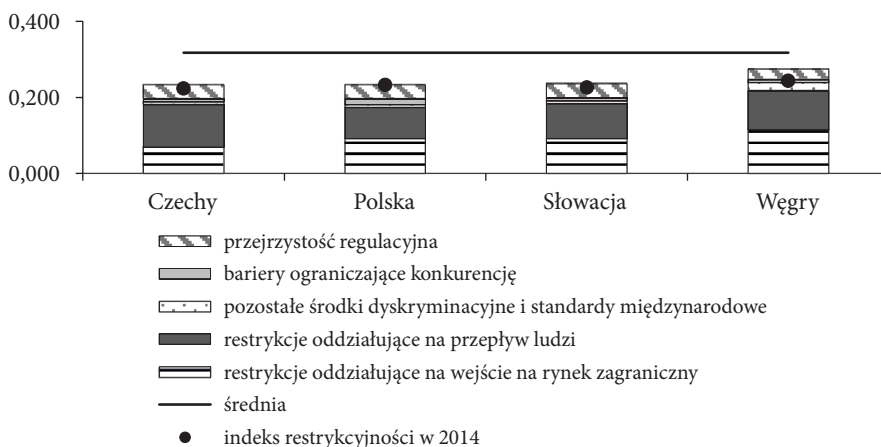 0,400
0,200
0,000
Czechy Polska Słowacja Węgry
przejrzystość regulacyjna
bariery ograniczające konkurencję
pozostałe środki dyskryminacyjne i standardy międzynarodowe
restrykcje oddziałujące na przepływ ludzi
restrykcje oddziałujące na wejście na rynek zagraniczny
średnia
indeks restrykcyjności w 2014